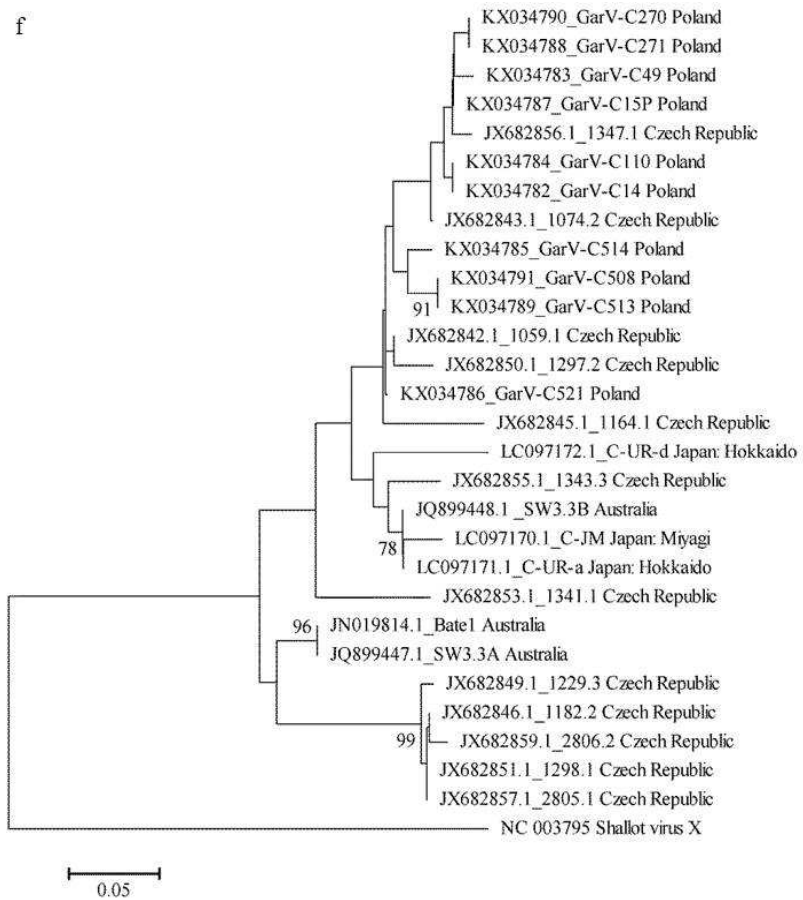 f
KX034790_GarV-C270 Poland
KX034788_GarV-C271 Poland
KX034783_GarV-C49 Poland
KX034787_GarV-C15P Poland
JX682856.1_1347.1 Czech Republic
KX034784_GarV-C110 Poland
KX034782_GarV-C14 Poland
JX682843.1_1074.2 Czech Republic
KX034785_GarV-C514 Poland
KX034791_GarV-C508 Poland
91
KX034789_GarV-C513 Poland
JX682842.1_1059.1 Czech Republic
JX682850.1_1297.2 Czech Republic
KX034786_GarV-C521 Poland
JX682845.1_1164.1 Czech Republic
LC097172.1_C-UR-d Japan: Hokkaido
JX682855.1_1343.3 Czech Republic
JQ899448.1 _SW3.3B Australia
LC097170.1_C-JM Japan: Miyagi
78
LC097171.1_C-UR-a Japan: Hokkaido
JX682853.1_1341.1 Czech Republic
96
JN019814.1_Bate1 Australia
JQ899447.1_SW3.3A Australia
JX682849.1_1229.3 Czech Republic
JX682846.1_1182.2 Czech Republic
99
JX682859.1_2806.2 Czech Republic
JX682851.1_1298.1 Czech Republic
JX682857.1_2805.1 Czech Republic
NC 003795 Shallot virus X
0.05